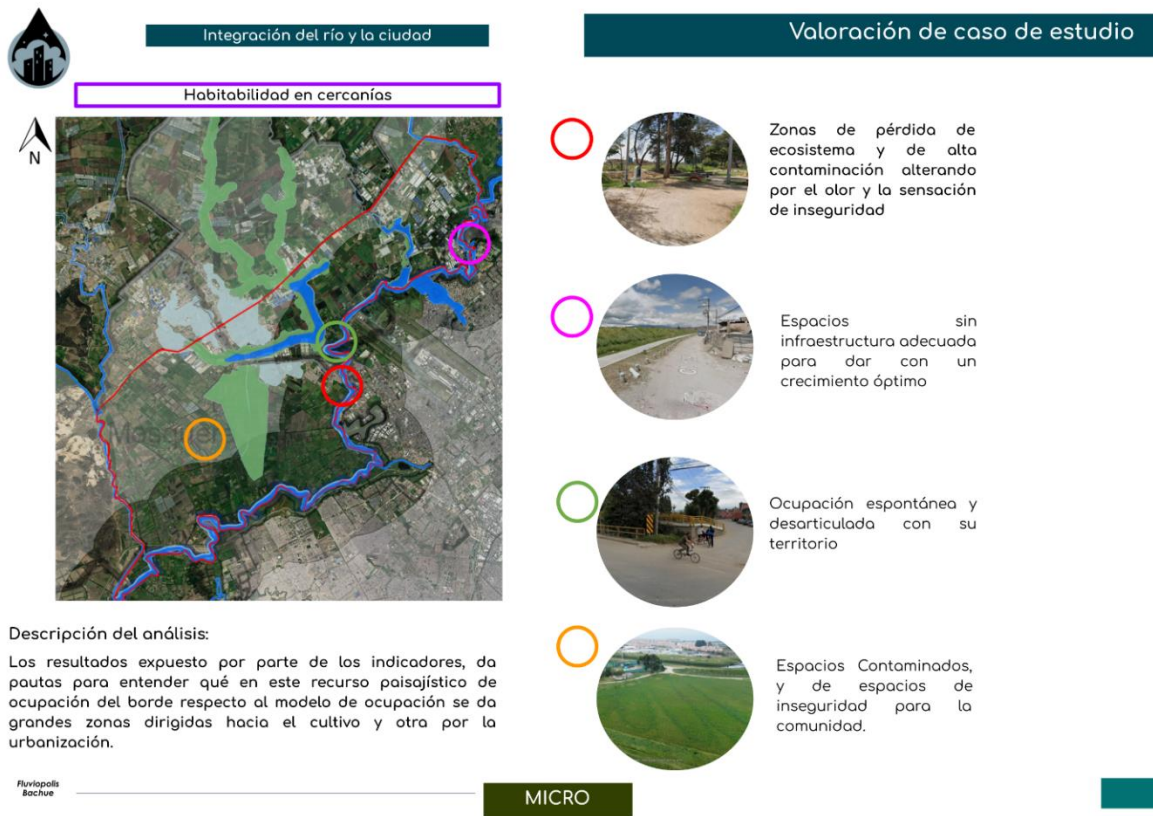 Integración del río y la ciudad
Valoración de caso de estudio
Habitabilidad en cercanías
N
Zonas de pérdida de
ecosistema y de alta
contaminación alterando
por el olor y la sensación
de inseguridad
Espacios sin
infraestructura adecuada
para dar con un
crecimiento óptimo
Ocupación espontánea y
desarticulada con su
territorio
Espacios Contaminados,
y de espacios de
inseguridad para la
comunidad.
Descripción del análisis:
Los resultados expuesto por parte de los indicadores, da
pautas para entender qué en este recurso paisajístico de
ocupación del borde respecto al modelo de ocupación se da
grandes zonas dirigidas hacia el cultivo y otra por la
urbanización.
Fluviopolis
Bachue
MICRO